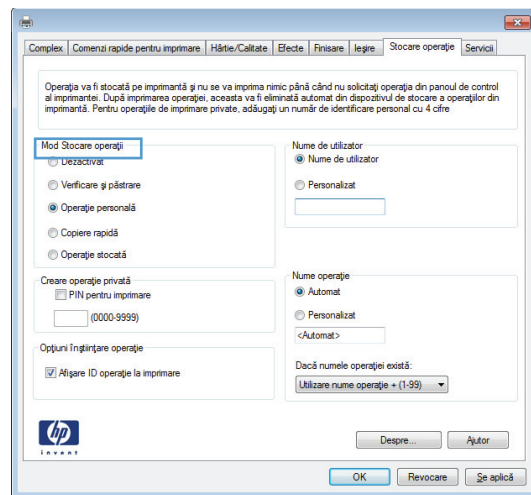 Complex Comenzi rapide pentru imprimare Hârtie/Calitate Efecte Finisare Ieşire Stocare operaţie Servicii
Operaţia va fi stocată pe imprimantă şi nu se va imprima nimic până când nu solicitaţi operaţia din panoul de control
al imprimantei. După imprimarea operaţiei, aceasta va fi eliminată automat din dispozitivul de stocare a operaţiilor din
imprimantă. Pentru operaţiile de imprimare private, adăugaţi un număr de identificare personal cu 4 cifre
Mod Stocare operaţii
Dezactivat
Verificare şi păstrare
Operaţie personală
Copiere rapidă
Operaţie stocată
Nume de utilizator
Nume de utilizator
Personalizat
Creare operaţie privată
PIN pentru imprimare
(0000-9999)
Nume operaţie
Automat
Personalizat
<Automat>
Dacă numele operaţiei există:
Utilizare nume operaţie + (1-99)
Opţiuni înştiinţare operaţie
Afişare ID operaţie la imprimare
hp
invent
Despre... Ajutor
OK Revocare Se aplică